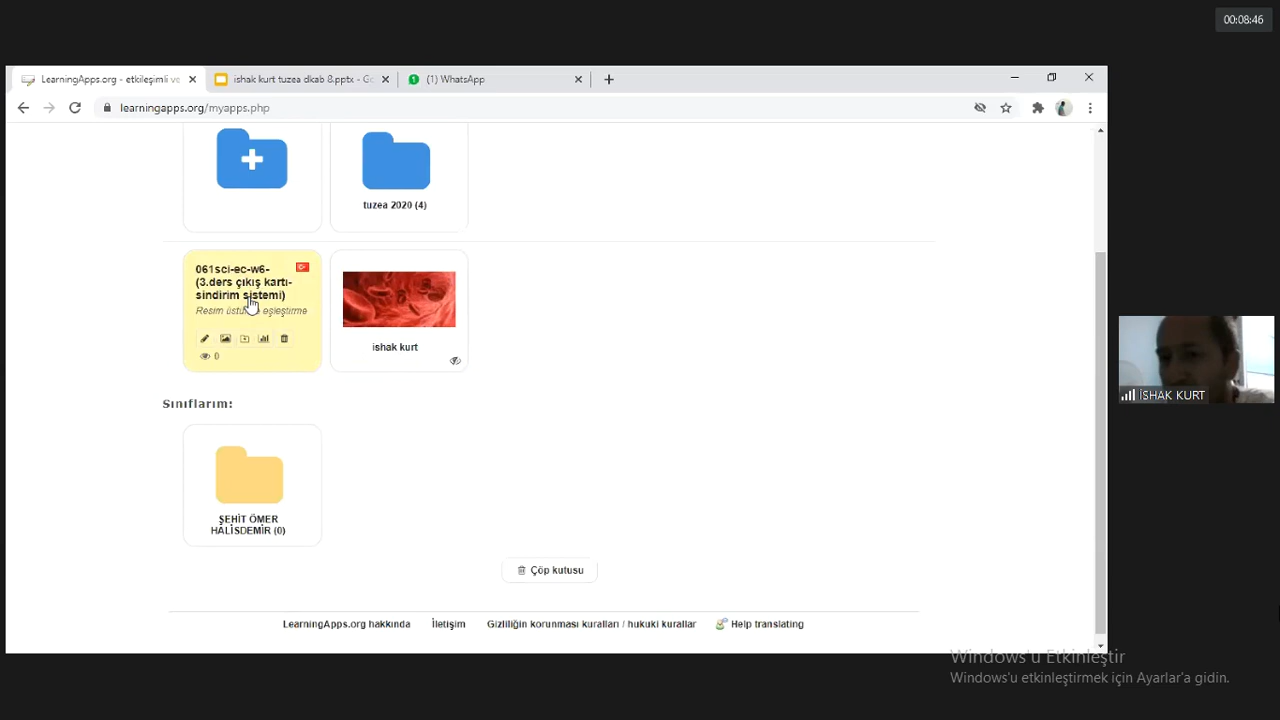 00:08:46
LearningApps.org - etkileşimli ve
ishak kurt tuzea dkab 8.pptx - Go
(1) WhatsApp
learningapps.org/myapps.php
tuzea 2020 (4)
061sci-ec-w6-
(3.ders çıkış kartı-
sindirim sistemi)
Resim üstünde eşleştirme
0
ishak kurt
Sınıflarım:
ŞEHİT ÖMER
HALİSDEMİR (0)
Çöp kutusu
LearningApps.org hakkında İletişim Gizliliğin korunması kuralları / hukuki kurallar Help translating
İSHAK KURT
Windows'u Etkinleştir
Windows'u etkinleştirmek için Ayarlar'a gidin.